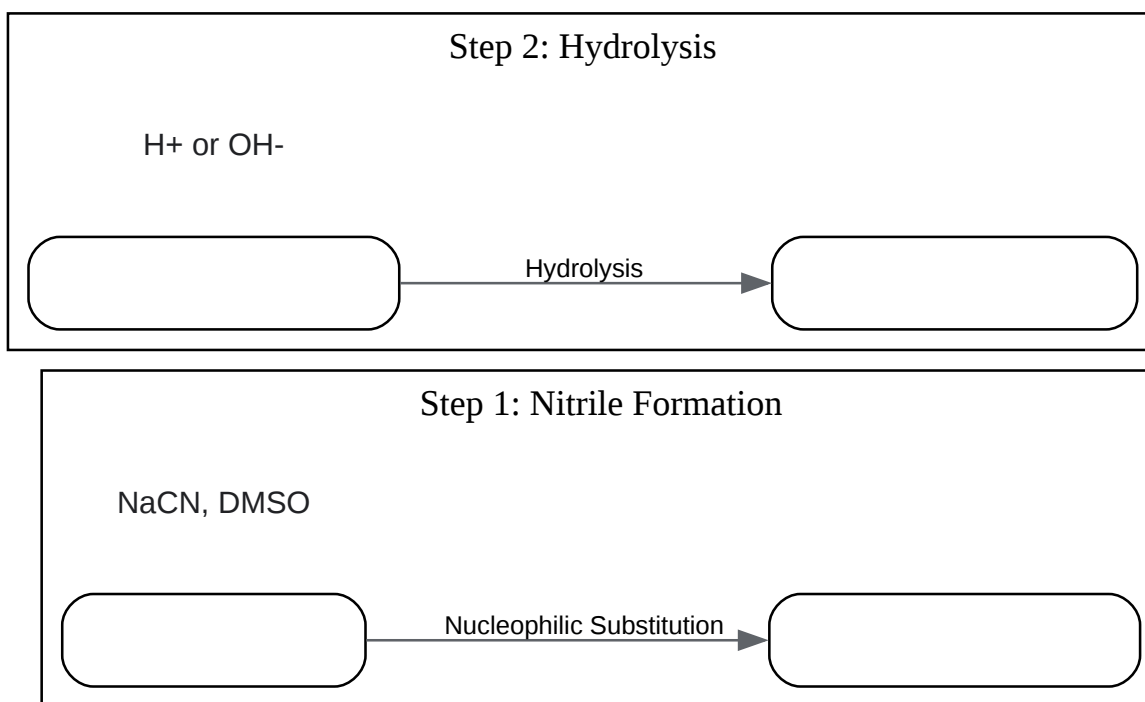 Step 2: Hydrolysis
H+ or OH-
Hydrolysis
Step 1: Nitrile Formation
NaCN, DMSO
Nucleophilic Substitution